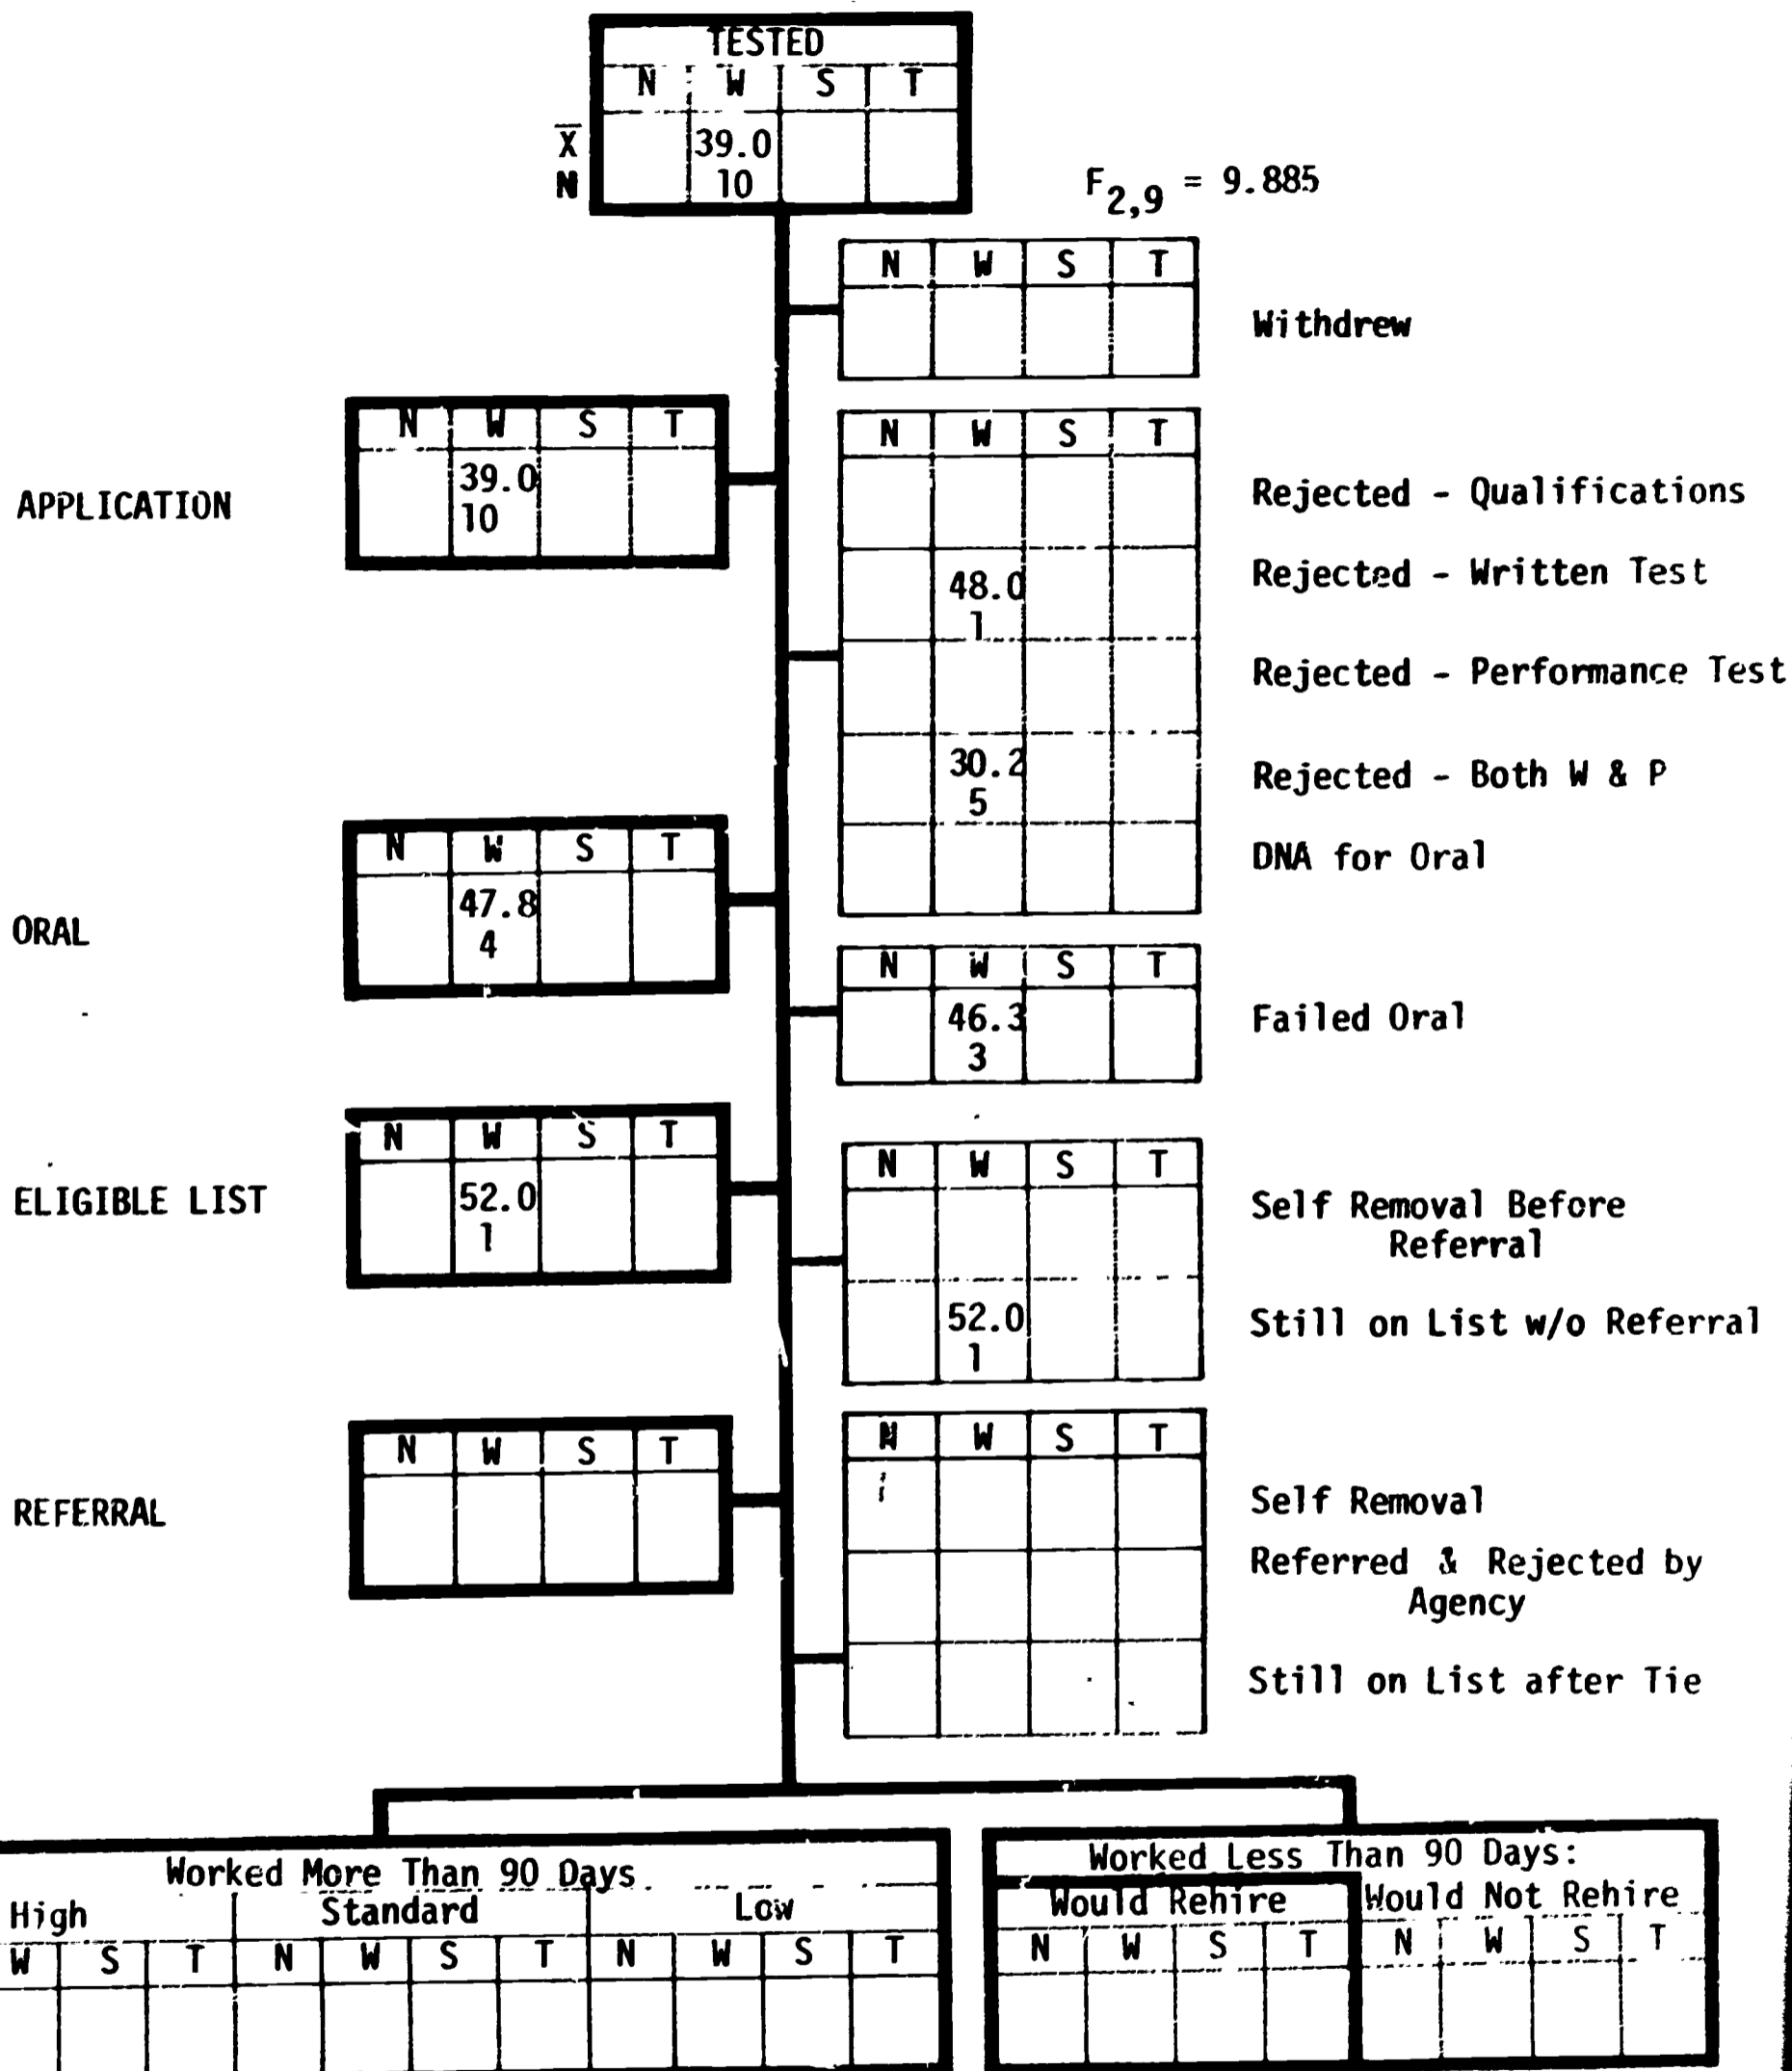 TESTED
N W S T
X̄ 39.0
N 10
F2,9 = 9.885
N W S T
Withdrew
N W S T
39.0
10
APPLICATION
N W S T
Rejected - Qualifications
48.0
1
Rejected - Written Test
Rejected - Performance Test
30.2
5
Rejected - Both W & P
DNA for Oral
N W S T
47.8
4
ORAL
N W S T
46.3
3
Failed Oral
N W S T
52.0
1
ELIGIBLE LIST
N W S T
Self Removal Before
Referral
52.0
1
Still on List w/o Referral
N W S T
REFERRAL
N W S T
Self Removal
Referred & Rejected by
Agency
Still on List after Tie
Worked More Than 90 Days
High Standard Low
W S T N W S T N W S T
Worked Less Than 90 Days:
Would Rehire Would Not Rehire
N W S T N W S T